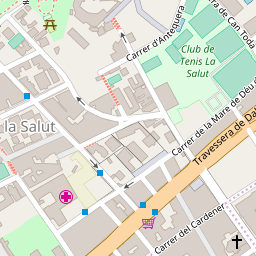 Carrer d'Antequera
Club de
Tenis La
Salut
la Salut
Carrer de la Mare de Déu de
Travessera de Da
Carrer del Cardener
Carrer de Can Toda